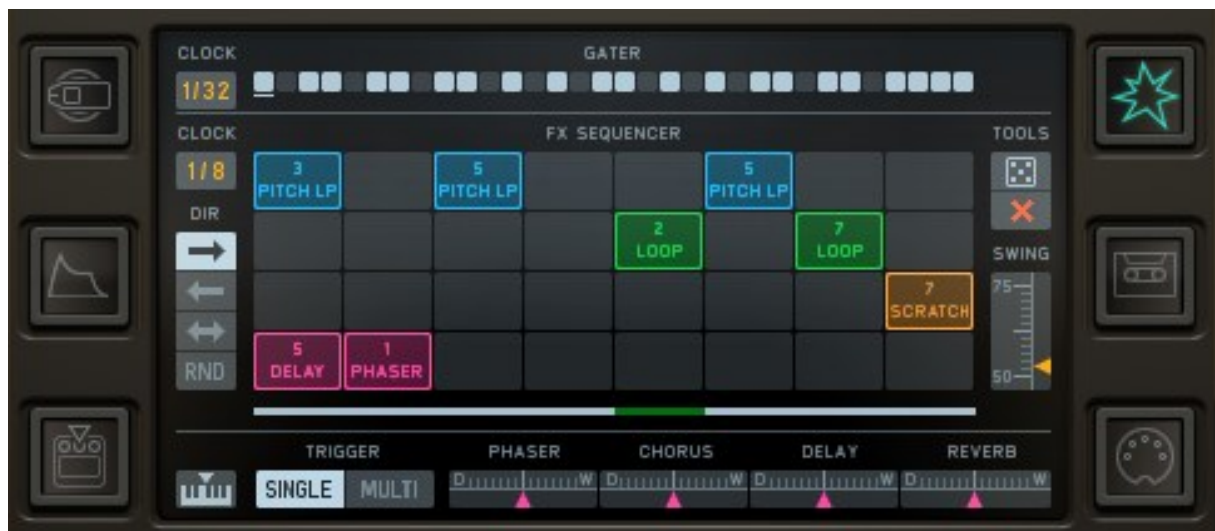 CLOCK GATER
1/32
CLOCK FX SEQUENCER TOOLS
1/8
3 5 5
PITCH LP PITCH LP PITCH LP
DIR
2 7
LOOP LOOP
SWING
75
7
SCRATCH
5 1
DELAY PHASER
RND
50
TRIGGER PHASER CHORUS DELAY REVERB
SINGLE MULTI D W D W D W D W